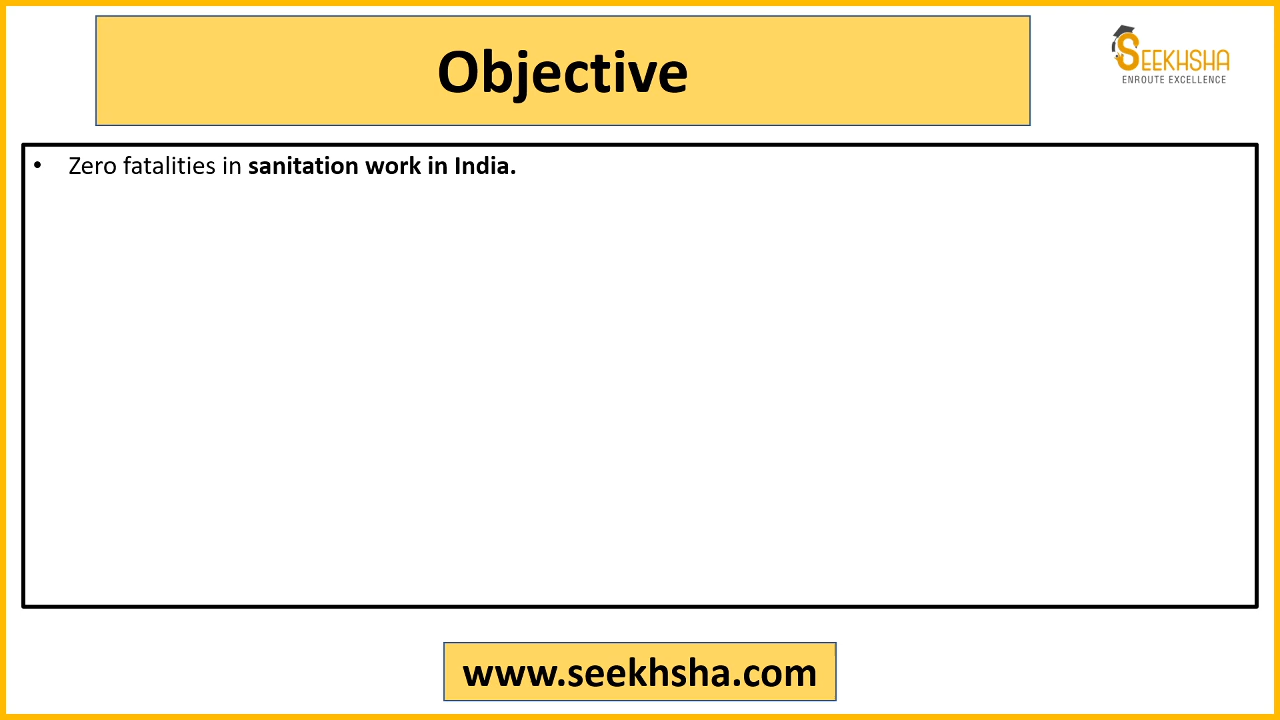 Objective
SEEKHSHA
ENROUTE EXCELLENCE
• Zero fatalities in sanitation work in India.
www.seekhsha.com